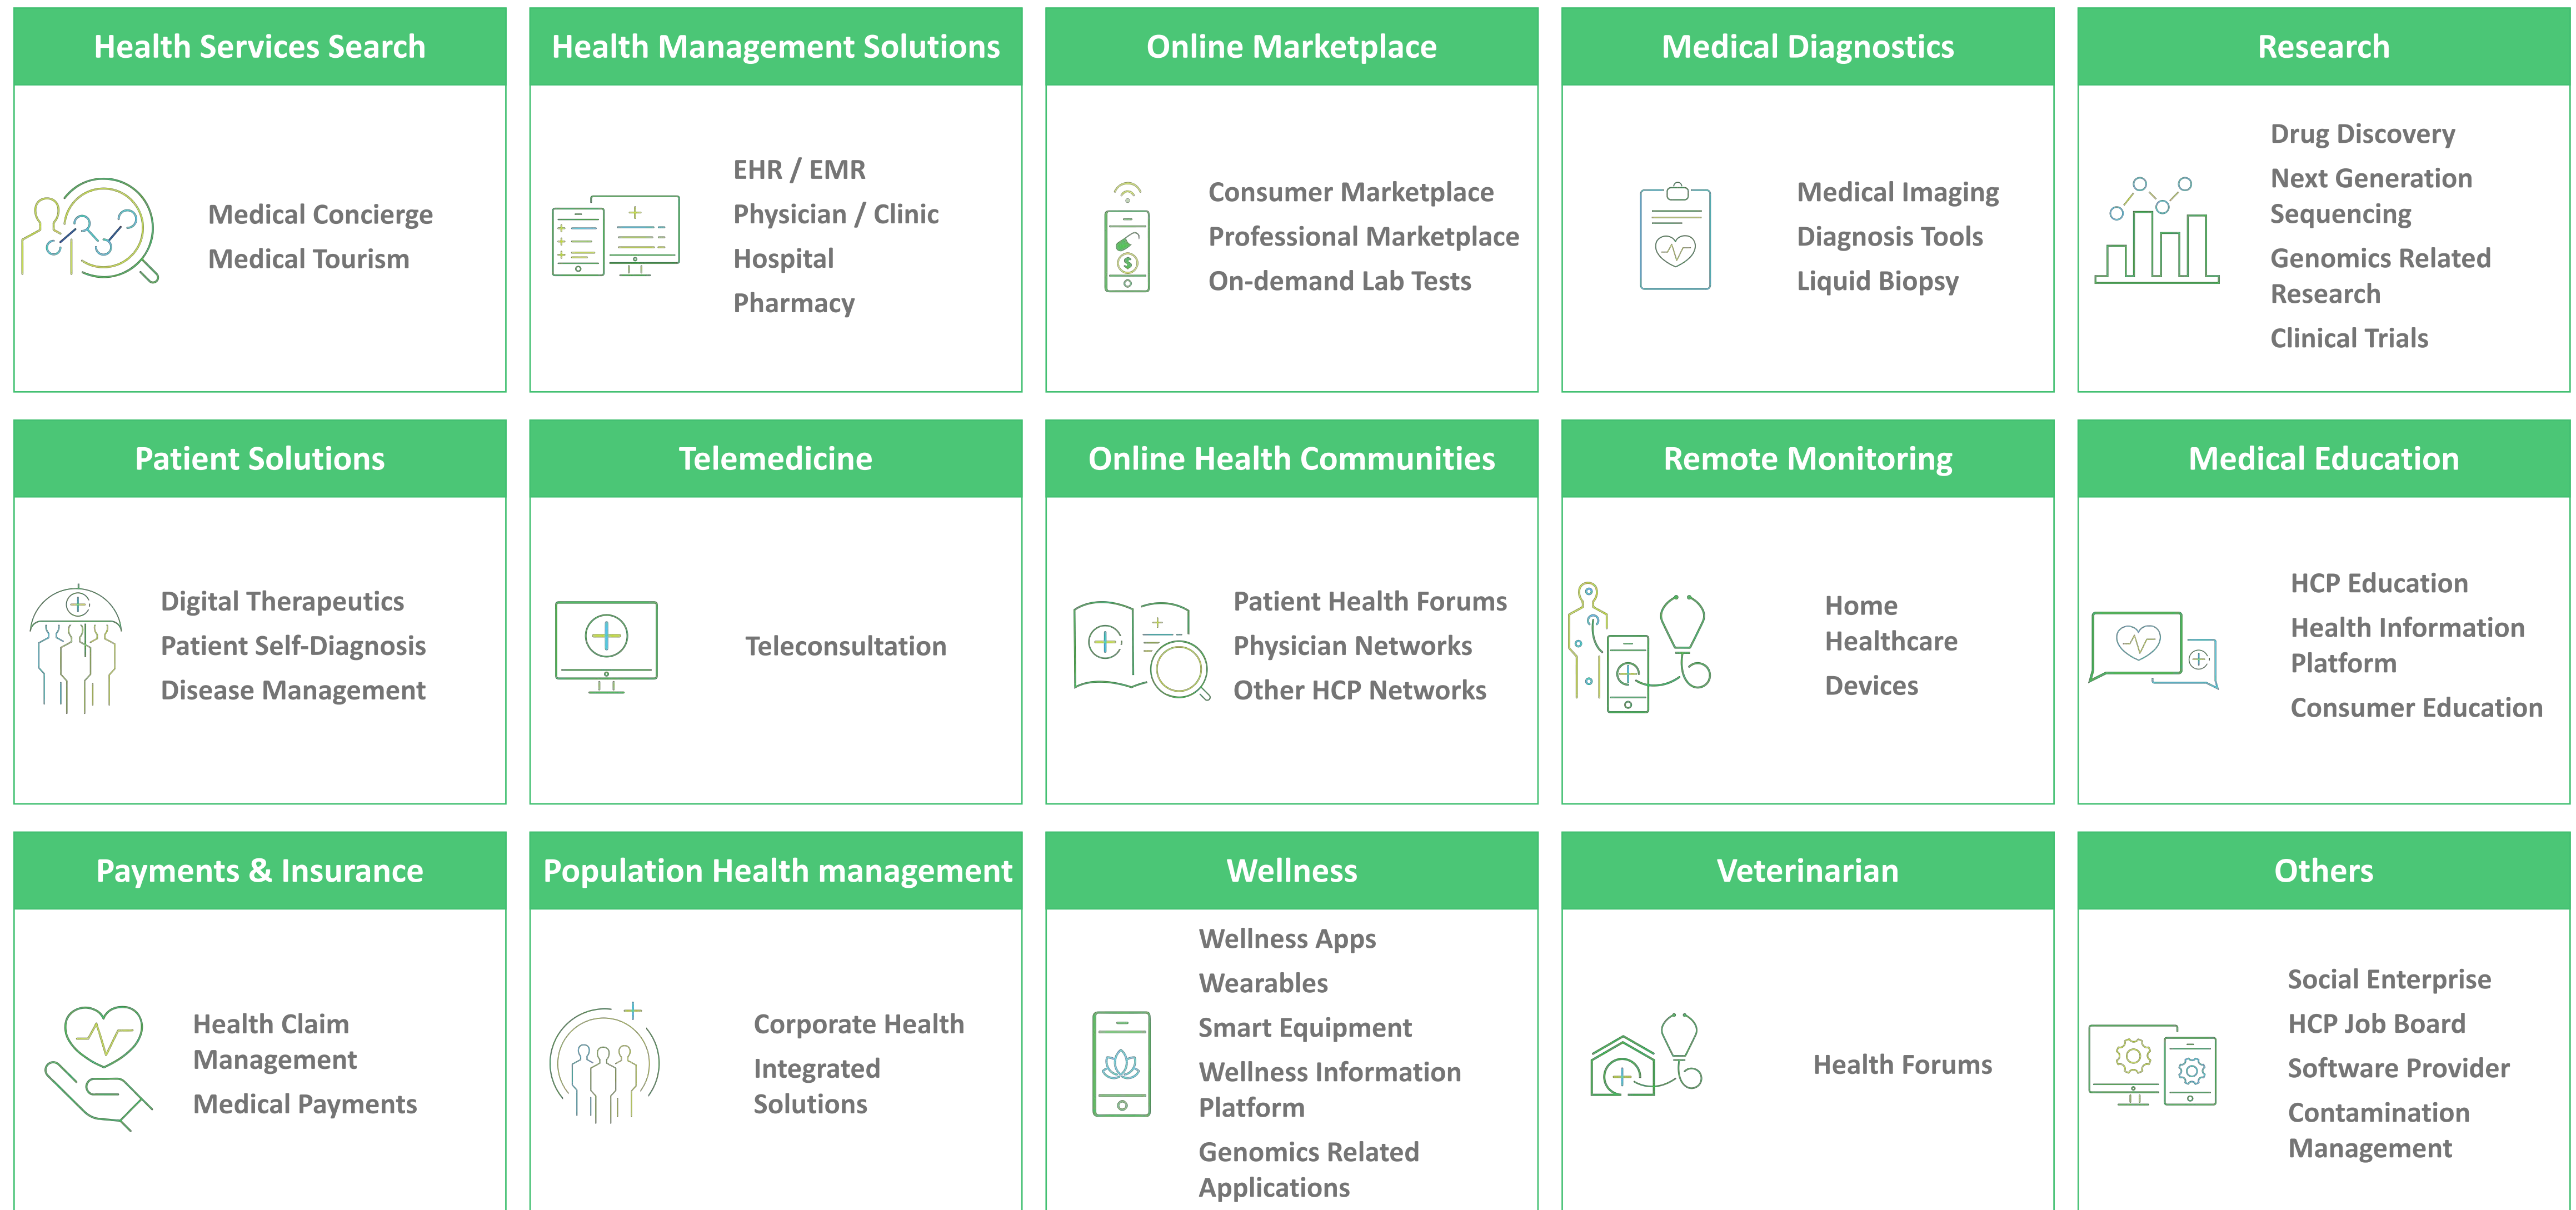 Health Services Search
Medical Concierge
Medical Tourism
Health Management Solutions
EHR / EMR
Physician / Clinic
Hospital
Pharmacy
Online Marketplace
$
Consumer Marketplace
Professional Marketplace
On-demand Lab Tests
Medical Diagnostics
Medical Imaging
Diagnosis Tools
Liquid Biopsy
Research
Drug Discovery
Next Generation
Sequencing
Genomics Related
Research
Clinical Trials
Patient Solutions
Digital Therapeutics
Patient Self-Diagnosis
Disease Management
Telemedicine
Teleconsultation
Online Health Communities
Patient Health Forums
Physician Networks
Other HCP Networks
Remote Monitoring
Home
Healthcare
Devices
Medical Education
HCP Education
Health Information
Platform
Consumer Education
Payments & Insurance
Health Claim
Management
Medical Payments
Population Health management
Corporate Health
Integrated
Solutions
Wellness
Wellness Apps
Wearables
Smart Equipment
Wellness Information
Platform
Genomics Related
Applications
Veterinarian
Health Forums
Others
Social Enterprise
HCP Job Board
Software Provider
Contamination
Management